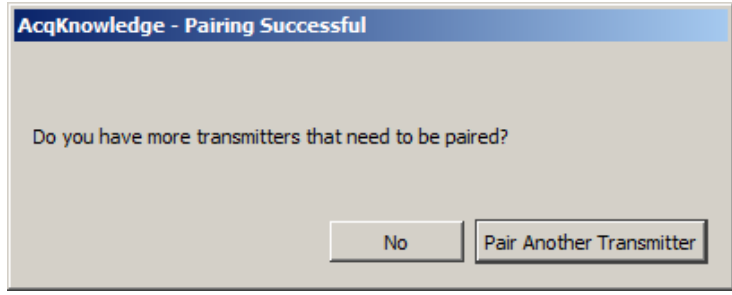 AcqKnowledge - Pairing Successful
Do you have more transmitters that need to be paired?
No
Pair Another Transmitter